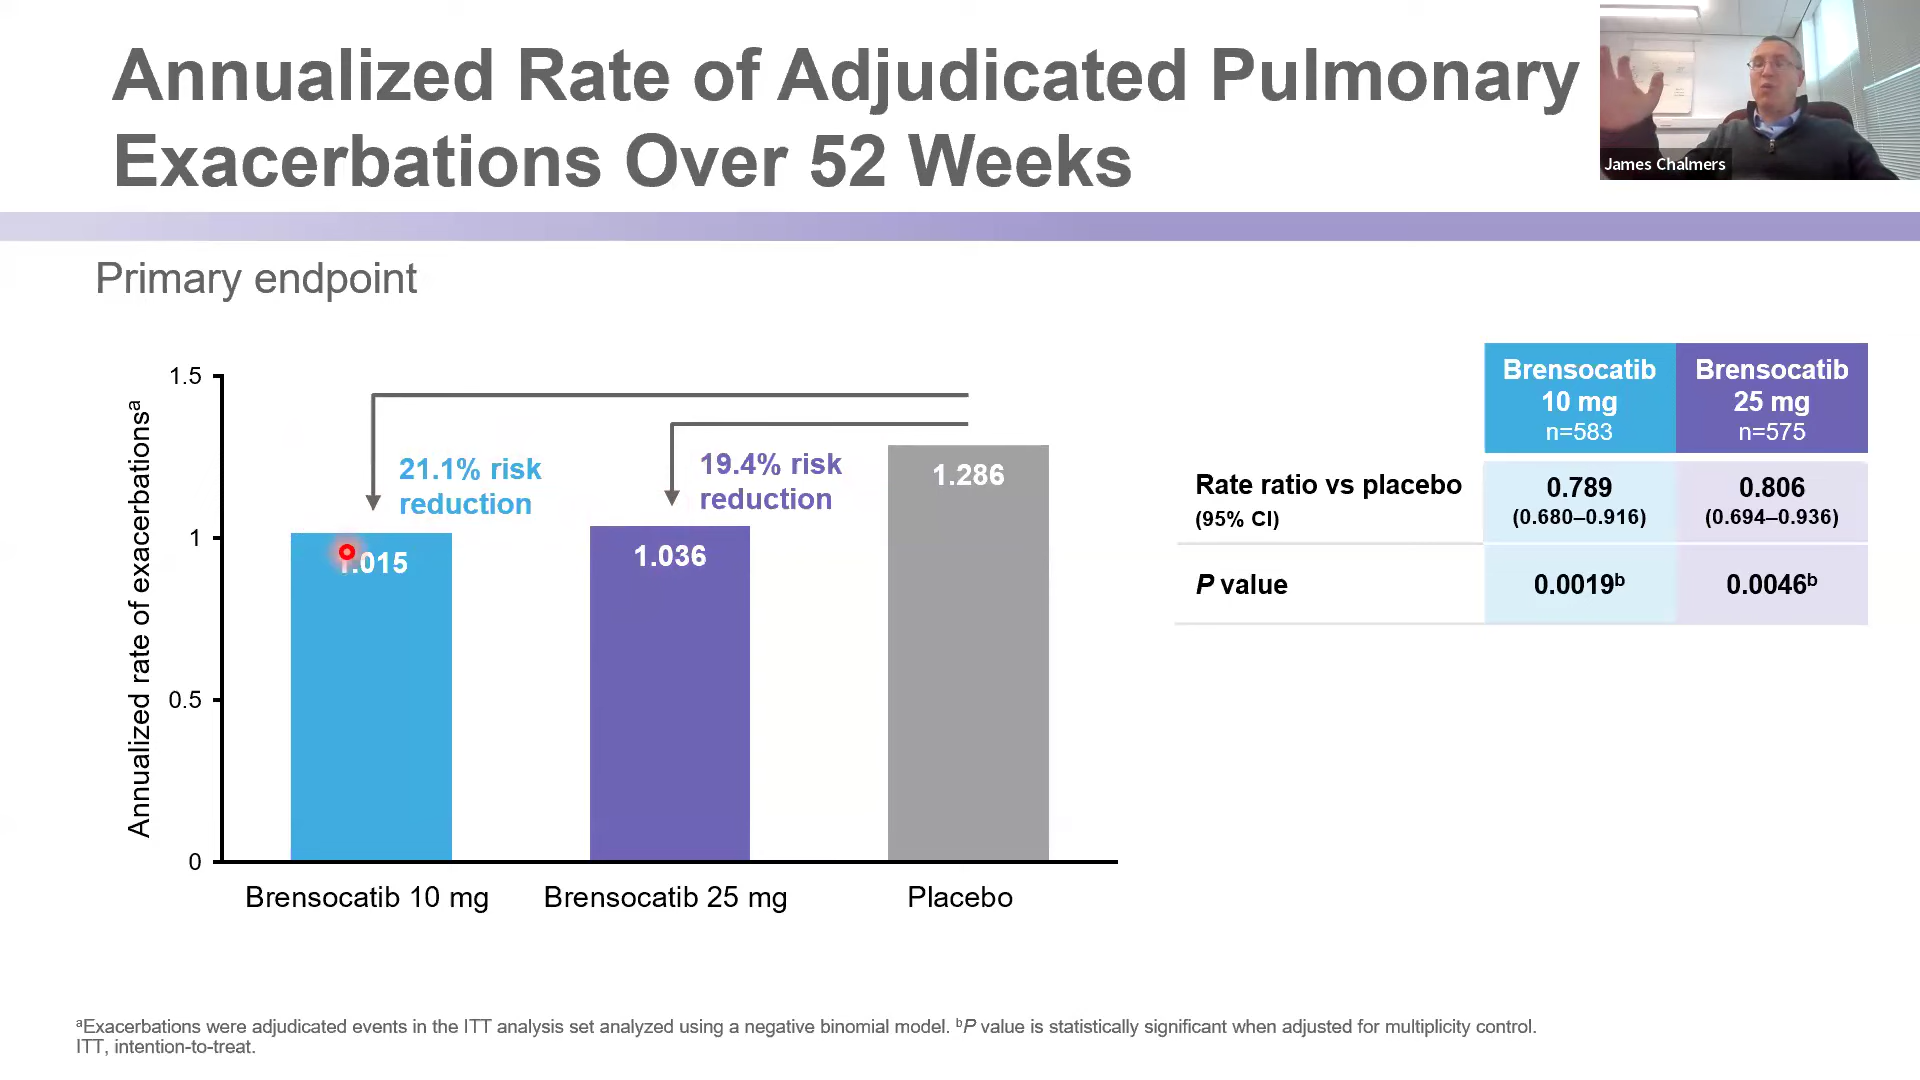 Annualized Rate of Adjudicated Pulmonary
Exacerbations Over 52 Weeks
James Chalmers
Primary endpoint
Annualized rate of exacerbationsᵃ
1.5
1
0.5
0
21.1% risk
reduction
19.4% risk
reduction
1.015
1.036
1.286
Brensocatib 10 mg
Brensocatib 25 mg
Placebo
Brensocatib
10 mg
n=583
Brensocatib
25 mg
n=575
Rate ratio vs placebo
(95% CI)
0.789
(0.680–0.916)
0.806
(0.694–0.936)
P value
0.0019ᵇ
0.0046ᵇ
ᵃExacerbations were adjudicated events in the ITT analysis set analyzed using a negative binomial model. ᵇP value is statistically significant when adjusted for multiplicity control.
ITT, intention-to-treat.